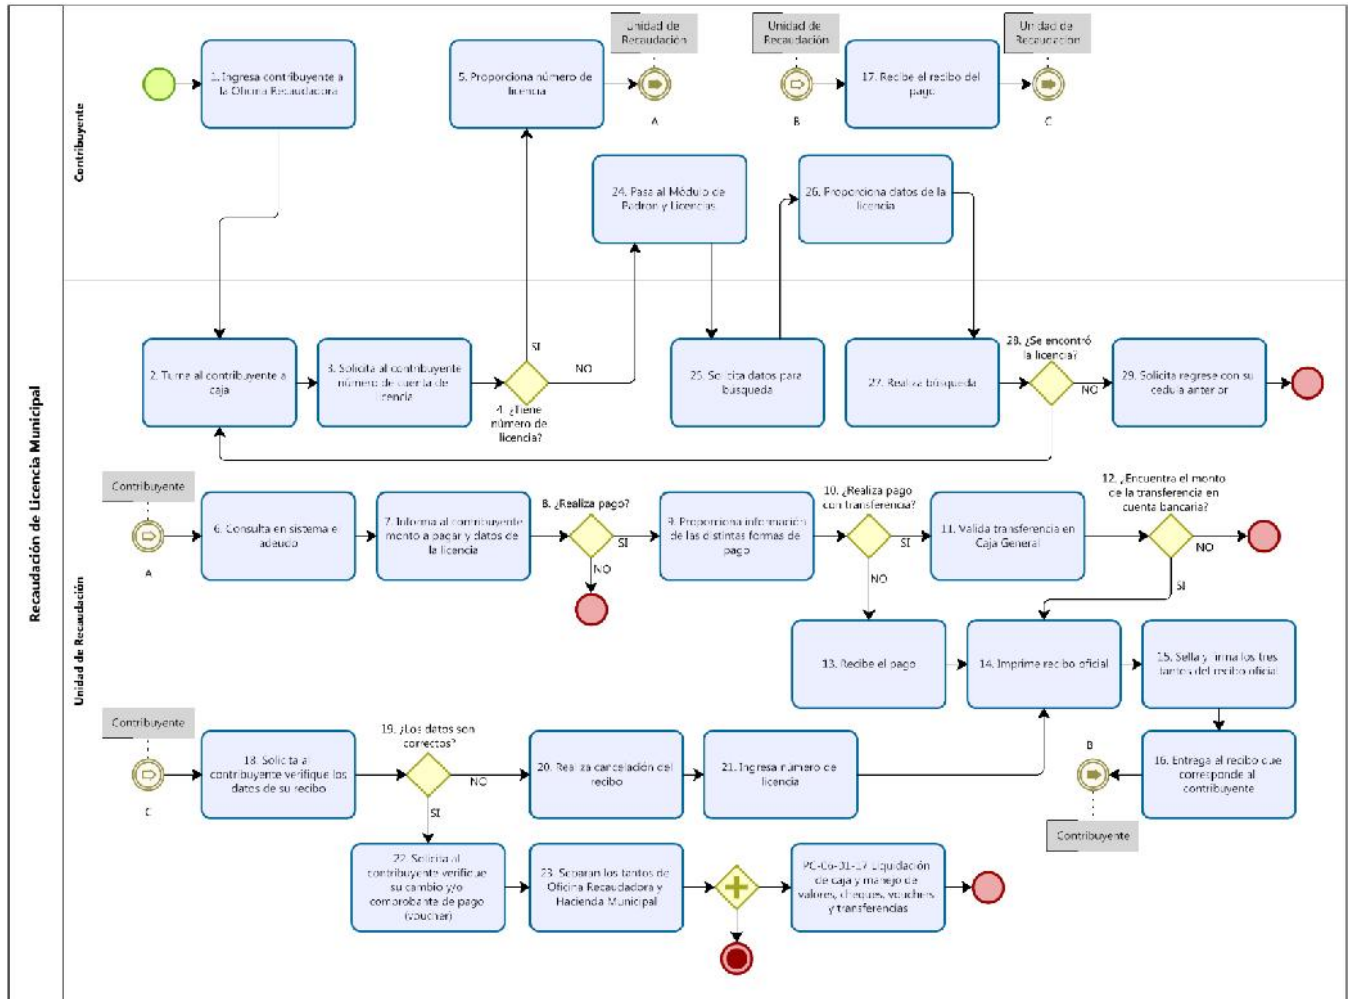 Recaudación de Licencia Municipal
Contribuyente
1. Ingresa contribuyente a
la Oficina Recaudadora
5. Proporciona número de
licencia
Unidad de
Recaudación
A
Unidad de
Recaudación
B
17. Recibe el recibo del
pago
Unidad de
Recaudación
C
24. Pasa al Módulo de
Padron y Licencias
26. Proporciona datos de la
licencia
Unidad de Recaudación
2. Turne al contribuyente a
caja
3. Solicita al contribuyente
número de cuenta de
licencia
SI
NO
4. ¿Tiene
número de
licencia?
25. Solicita datos para
busqueda
27. Realiza búsqueda
28. ¿Se encontró
la licencia?
NO
29. Solicita regrese con su
cedula anterior
Contribuyente
A
6. Consulta en sistema el
adeudo
7. Informa al contribuyente
monto a pagar y datos de
la licencia
8. ¿Realiza pago?
SI
NO
9. Proporciona información
de las distintas formas de
pago
10. ¿Realiza pago
con transferencia?
SI
NO
11. Valida transferencia en
Caja General
12. ¿Encuentra el monto
de la transferencia en
cuenta bancaria?
NO
SI
13. Recibe el pago
14. Imprime recibo oficial
15. Sella y firma los tres
tantos del recibo oficial
Contribuyente
C
18. Solicita al
contribuyente verifique los
datos de su recibo
19. ¿Los datos son
correctos?
NO
SI
20. Realiza cancelación del
recibo
21. Ingresa número de
licencia
B
Contribuyente
16. Entrega el recibo que
corresponde al
contribuyente
22. Solicita al
contribuyente verifique
su cambio y/o
comprobante de pago
(voucher)
23. Separan los tantos de
Oficina Recaudadora y
Hacienda Municipal
PC-06-01-17 Liquidación
de caja y manejo de
valores, cheques, vouchers
y transferencias